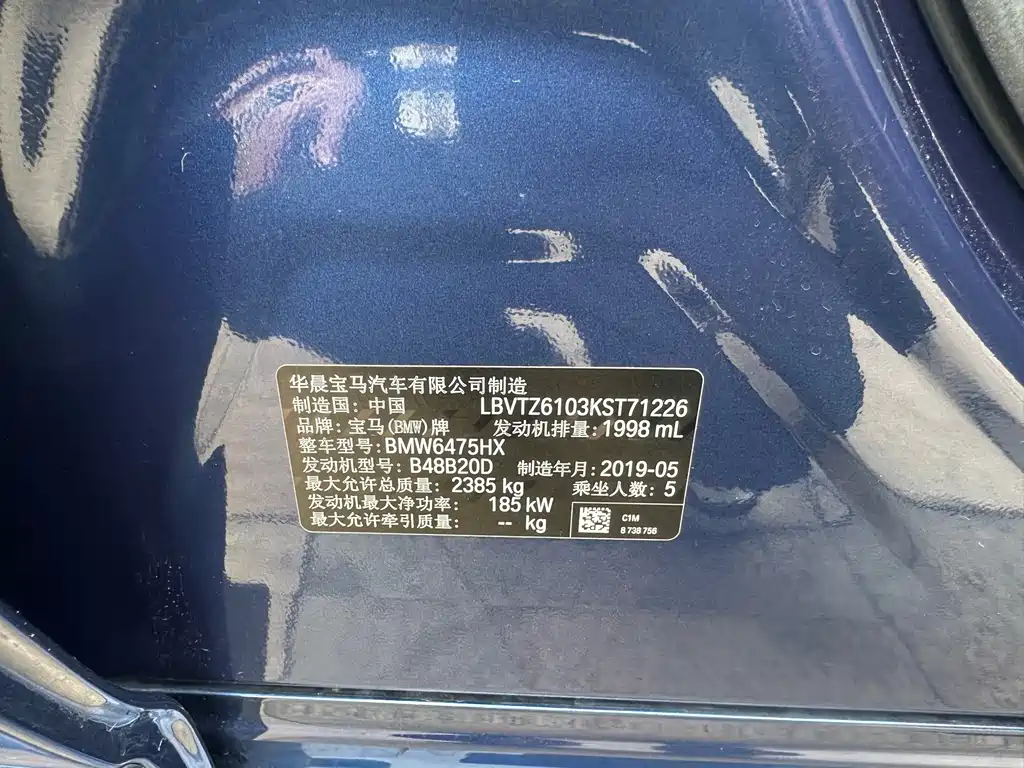 华晨宝马汽车有限公司制造
制造国: 中国 LBVTZ6103KST71226
品牌: 宝马(BMW)牌 发动机排量: 1998 mL
整车型号: BMW6475HX
发动机型号: B48B20D 制造年月: 2019-05
最大允许总质量: 2385 kg 乘坐人数: 5
发动机最大净功率: 185 kW
最大允许牵引质量: -- kg
C1M
8 738 756